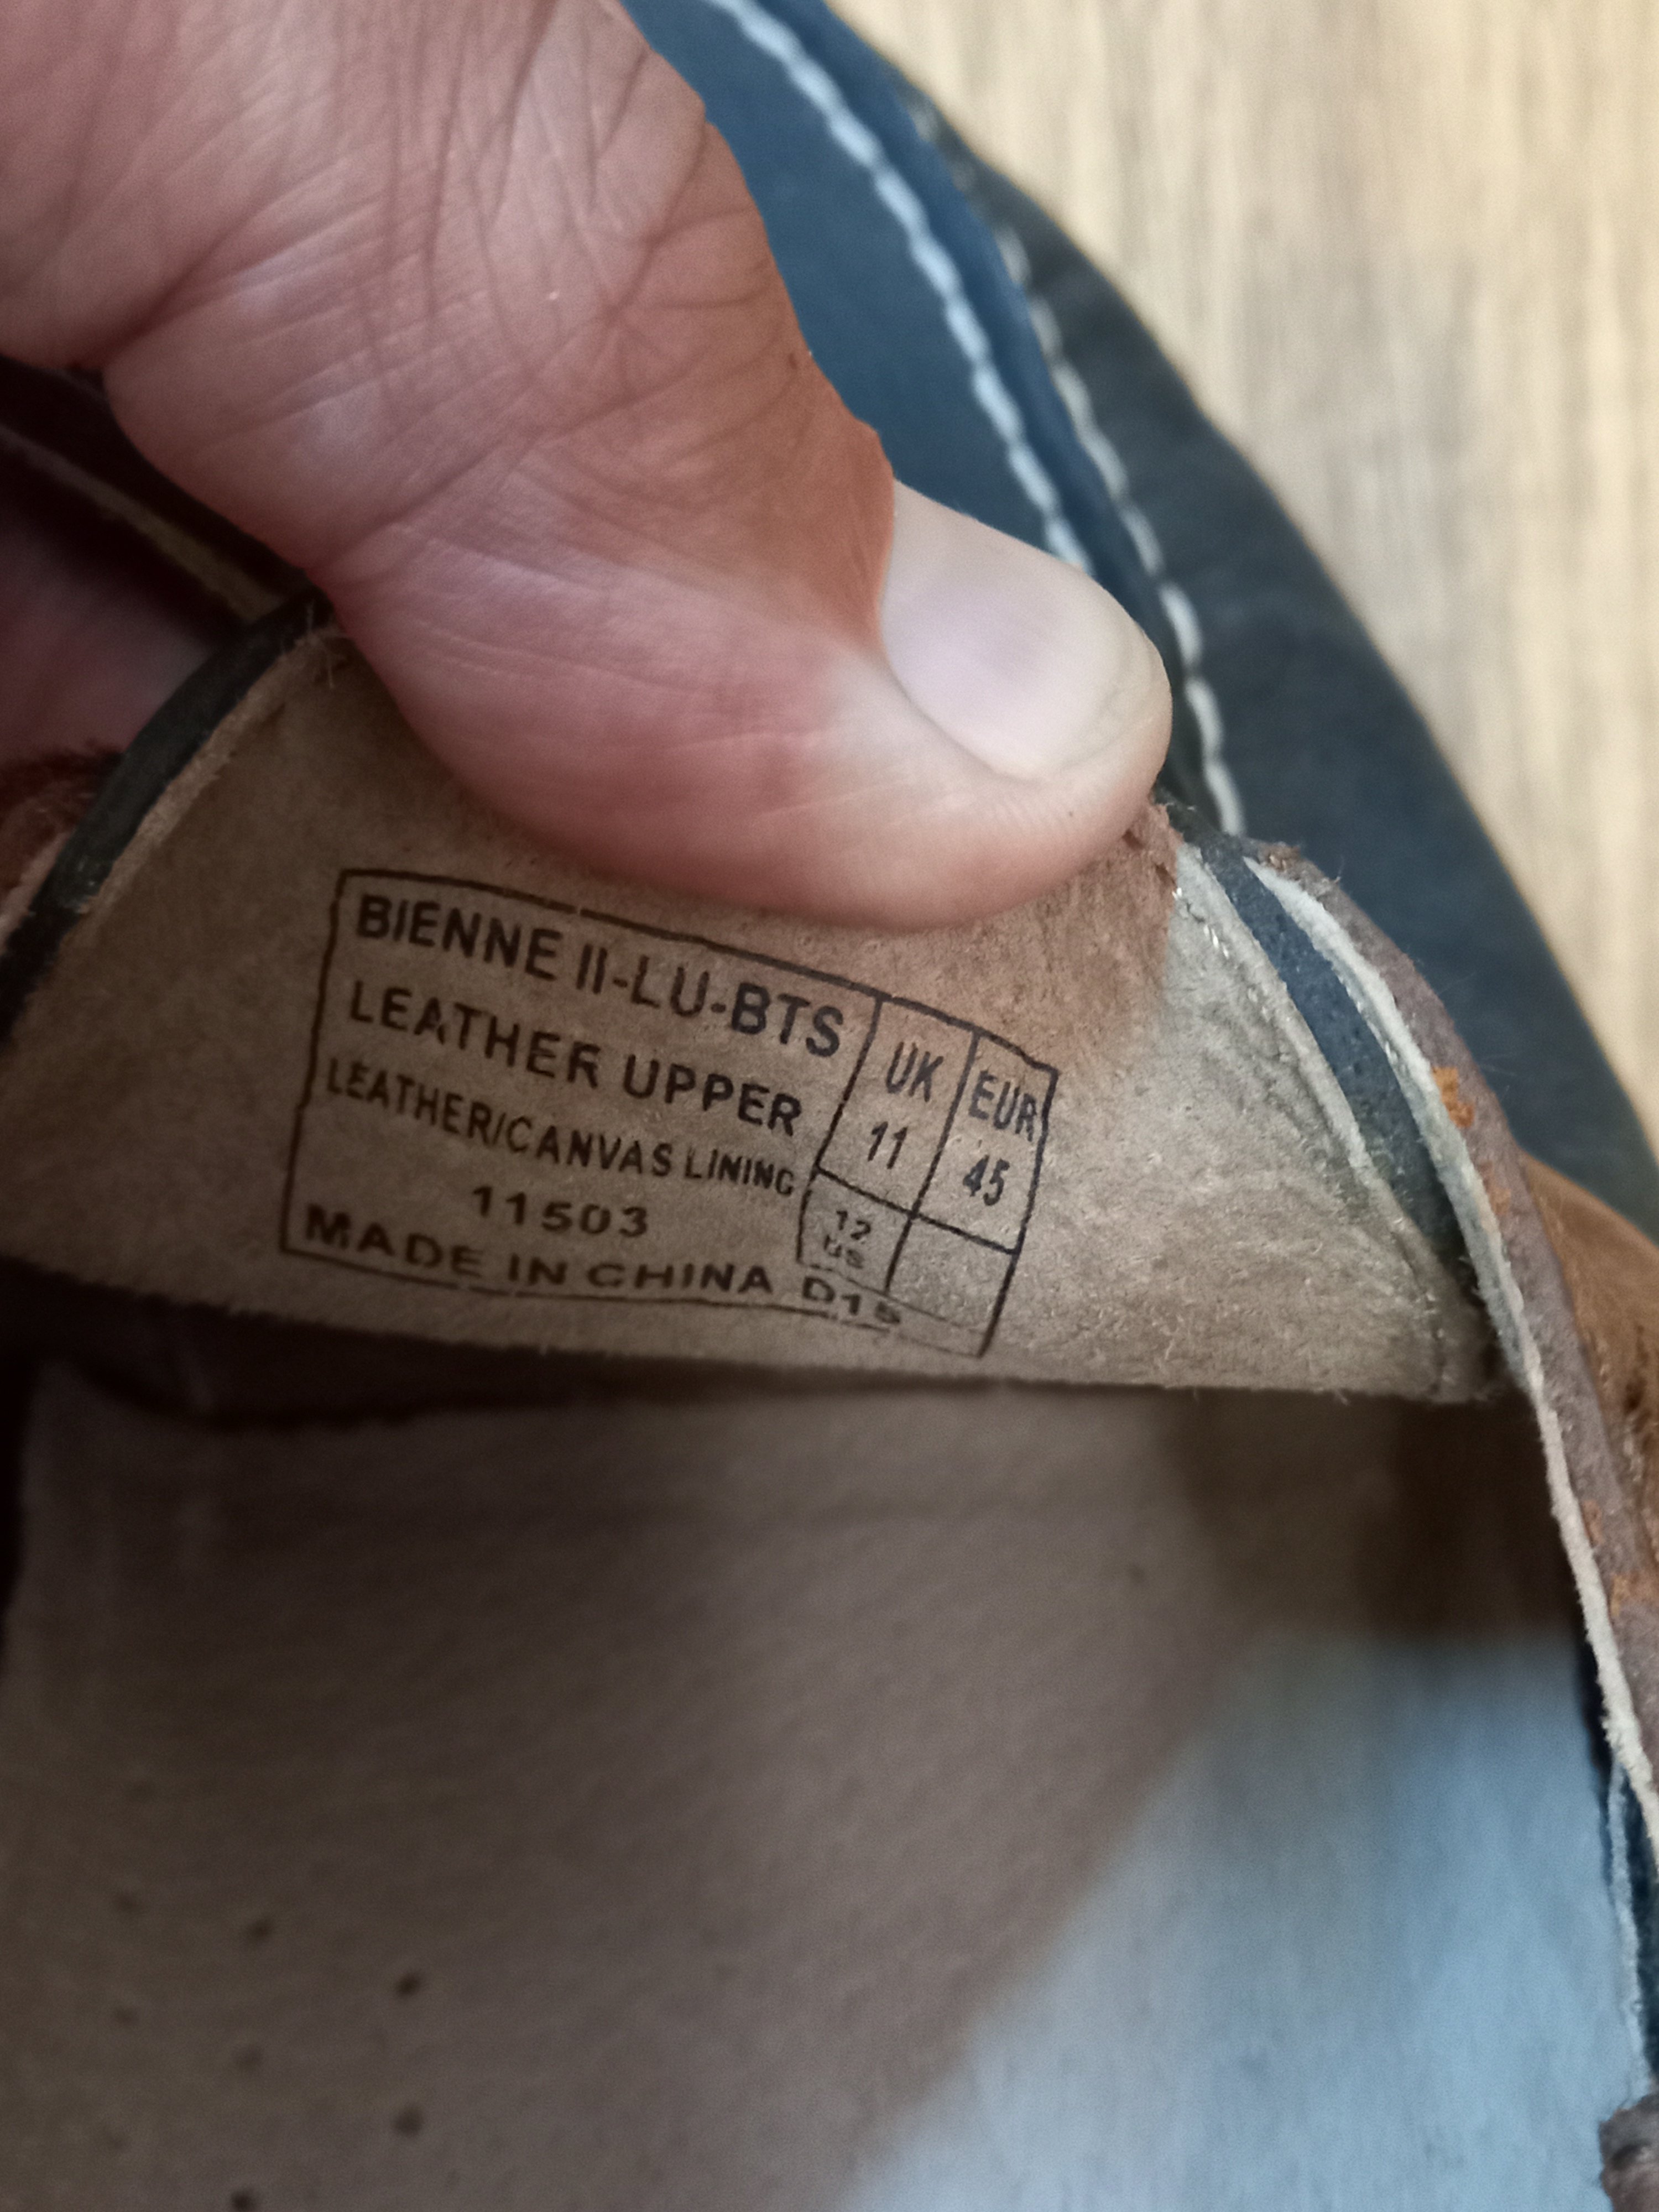 BIENNE II-LU-BTS
LEATHER UPPER
LEATHER/CANVAS LINING
11503
MADE IN CHINA D15
UK
11
EUR
45
12
US